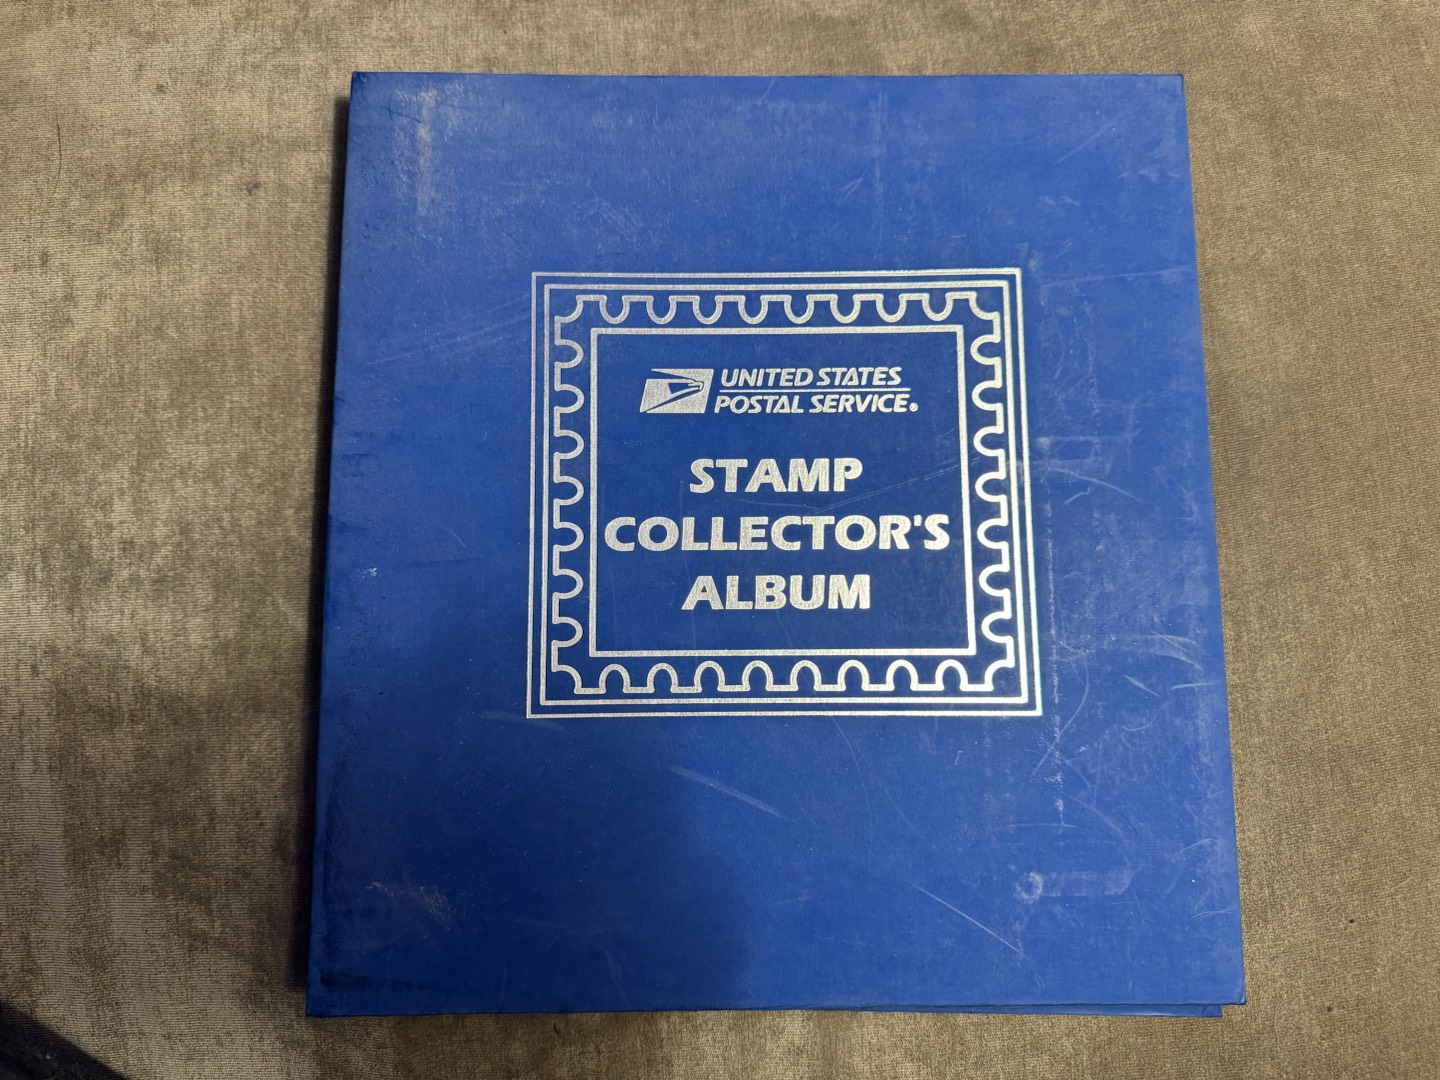 UNITED STATES
POSTAL SERVICE®
STAMP
COLLECTOR'S
ALBUM